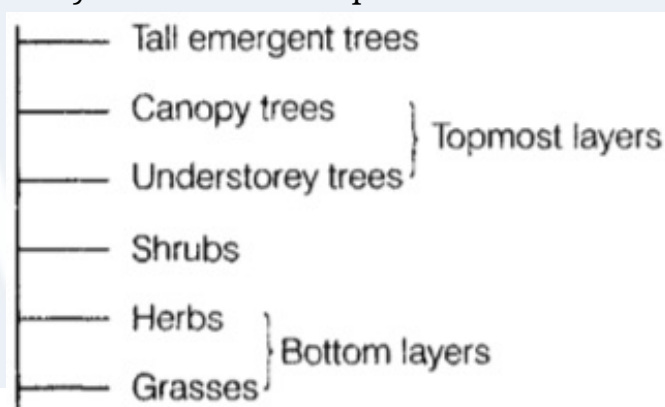 Tall emergent trees
Canopy trees
Topmost layers
Understorey trees
Shrubs
Herbs
Bottom layers
Grasses